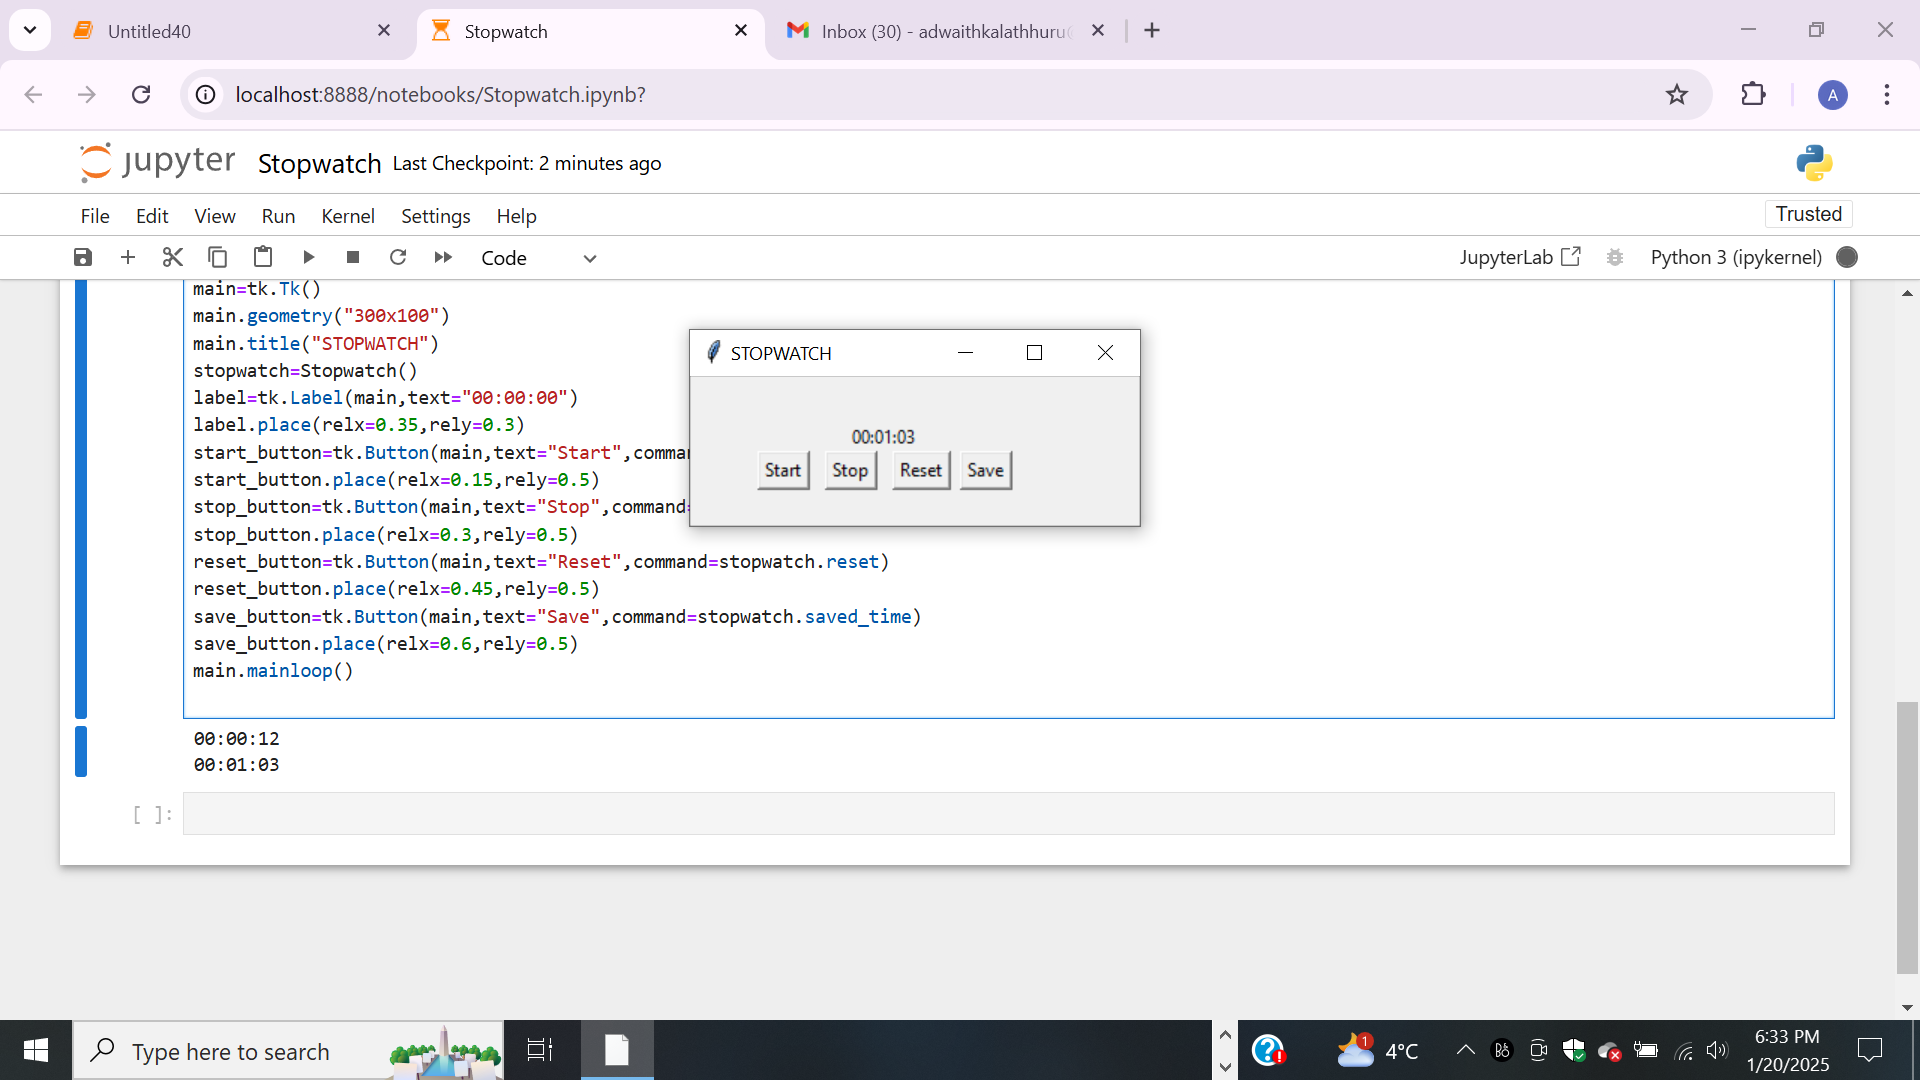 Untitled40
Stopwatch
Inbox (30) - adwaithkalathhuru
localhost:8888/notebooks/Stopwatch.ipynb?
A
jupyter Stopwatch Last Checkpoint: 2 minutes ago
File Edit View Run Kernel Settings Help
Trusted
Code
JupyterLab
Python 3 (ipykernel)
main=tk.Tk()
main.geometry("300x100")
main.title("STOPWATCH")
stopwatch=Stopwatch()
label=tk.Label(main,text="00:00:00")
label.place(relx=0.35,rely=0.3)
start_button=tk.Button(main,text="Start",comma
start_button.place(relx=0.15,rely=0.5)
stop_button=tk.Button(main,text="Stop",command=
stop_button.place(relx=0.3,rely=0.5)
reset_button=tk.Button(main,text="Reset",command=stopwatch.reset)
reset_button.place(relx=0.45,rely=0.5)
save_button=tk.Button(main,text="Save",command=stopwatch.saved_time)
save_button.place(relx=0.6,rely=0.5)
main.mainloop()
STOPWATCH
00:01:03
Start Stop Reset Save
00:00:12
00:01:03
[ ]:
Type here to search
1
4°C
6:33 PM
1/20/2025